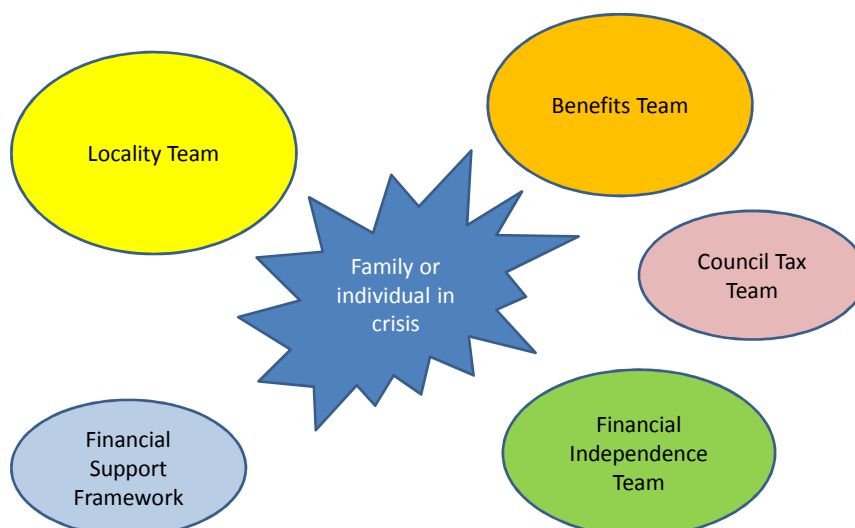 Benefits Team
Locality Team
Council Tax
Team
Family or
individual in
crisis
Financial
Independence
Team
Financial
Support
Framework